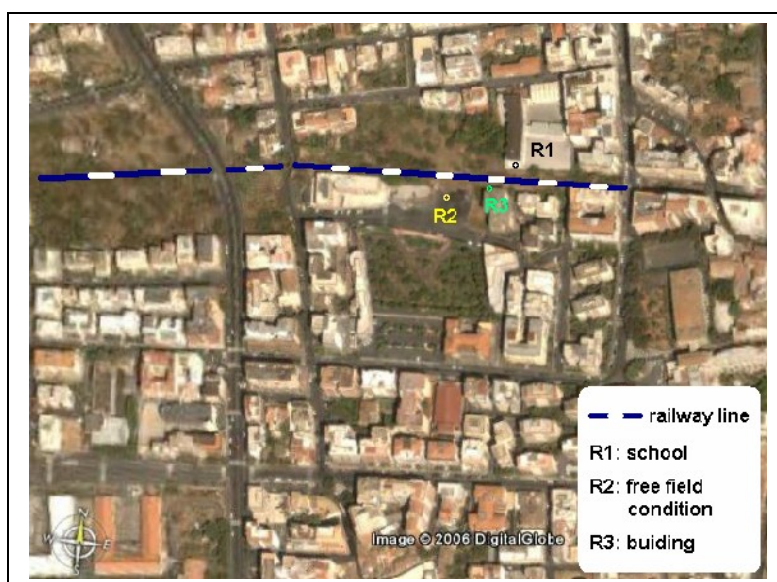 R1
R2
R3
railway line
R1: school
R2: free field
condition
R3: buiding
N
W
E
S
Image © 2006 DigitalGlobe